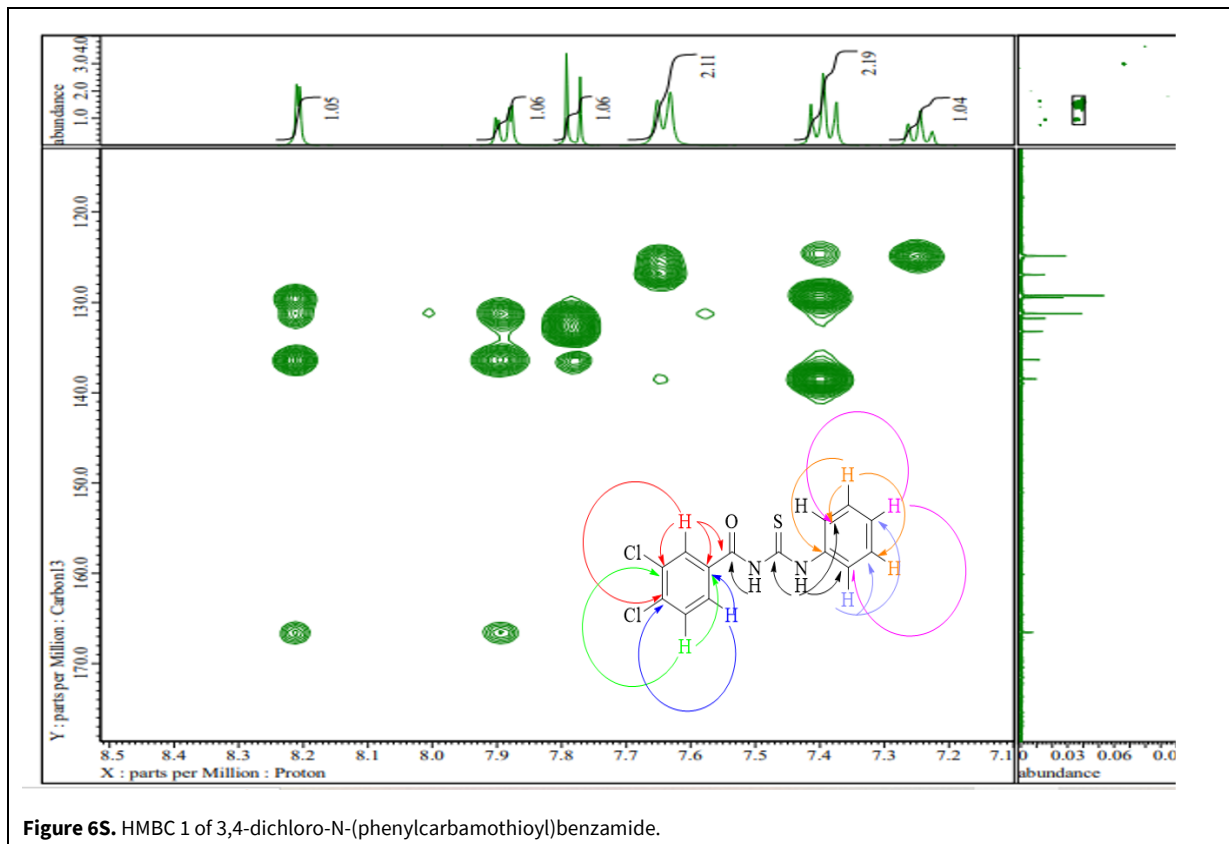 abundance
1.0 2.0 3.04.0
1.05
1.06
1.06
2.11
2.19
1.04
Y : parts per Million : Carbon13
120.0
130.0
140.0
150.0
160.0
170.0
H
H
H
H
O
S
Cl
N
H
N
H
H
Cl
H
H
H
8.5 8.4 8.3 8.2 8.1 8.0 7.9 7.8 7.7 7.6 7.5 7.4 7.3 7.2 7.1
X : parts per Million : Proton
0 0.03 0.06 0.0
abundance
Figure 6S. HMBC 1 of 3,4-dichloro-N-(phenylcarbamothioyl)benzamide.